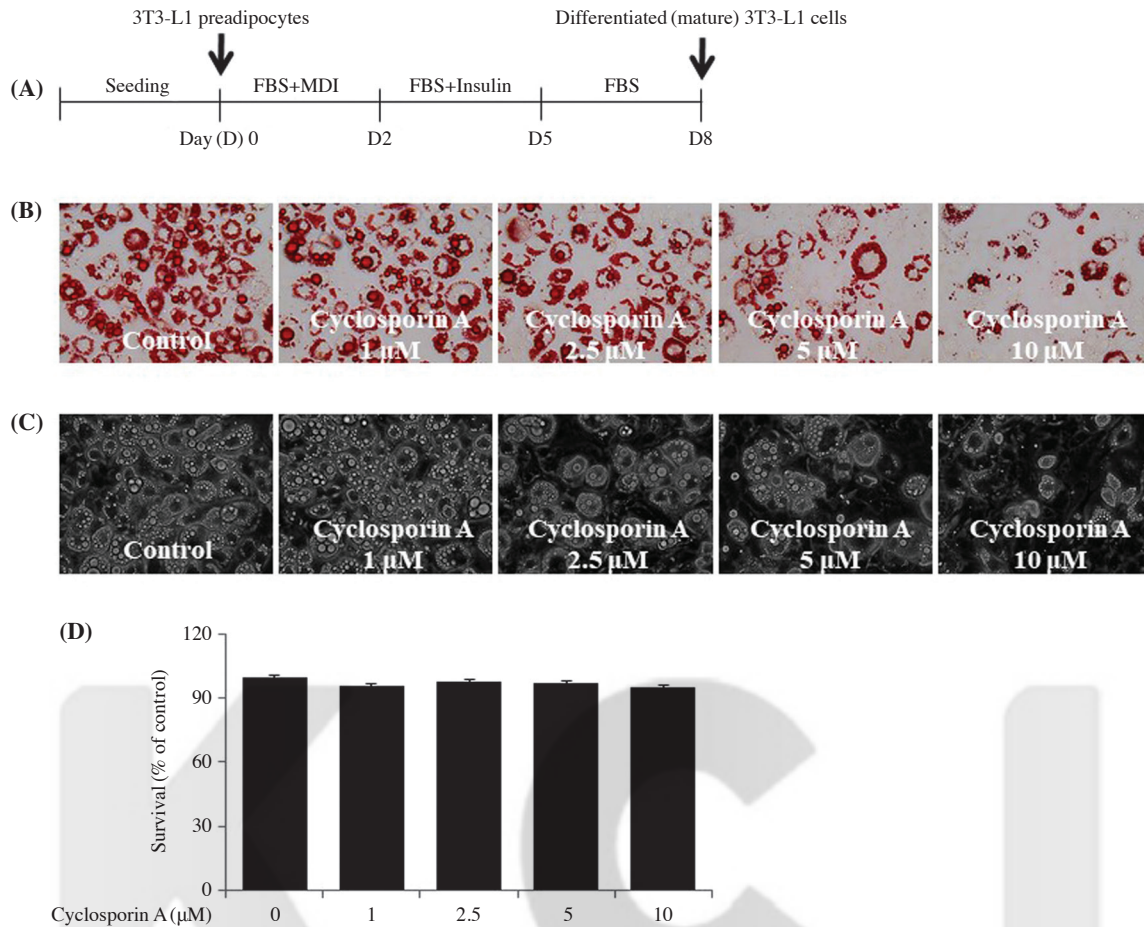 3T3-L1 preadipocytes
Differentiated (mature) 3T3-L1 cells
(A)
Seeding
FBS+MDI
FBS+Insulin
FBS
Day (D) 0
D2
D5
D8
(B)
Control
Cyclosporin A
1 μM
Cyclosporin A
2.5 μM
Cyclosporin A
5 μM
Cyclosporin A
10 μM
(C)
Control
Cyclosporin A
1 μM
Cyclosporin A
2.5 μM
Cyclosporin A
5 μM
Cyclosporin A
10 μM
(D)
Survival (% of control)
120
90
60
30
0
Cyclosporin A (μM)
0
1
2.5
5
10
KCI